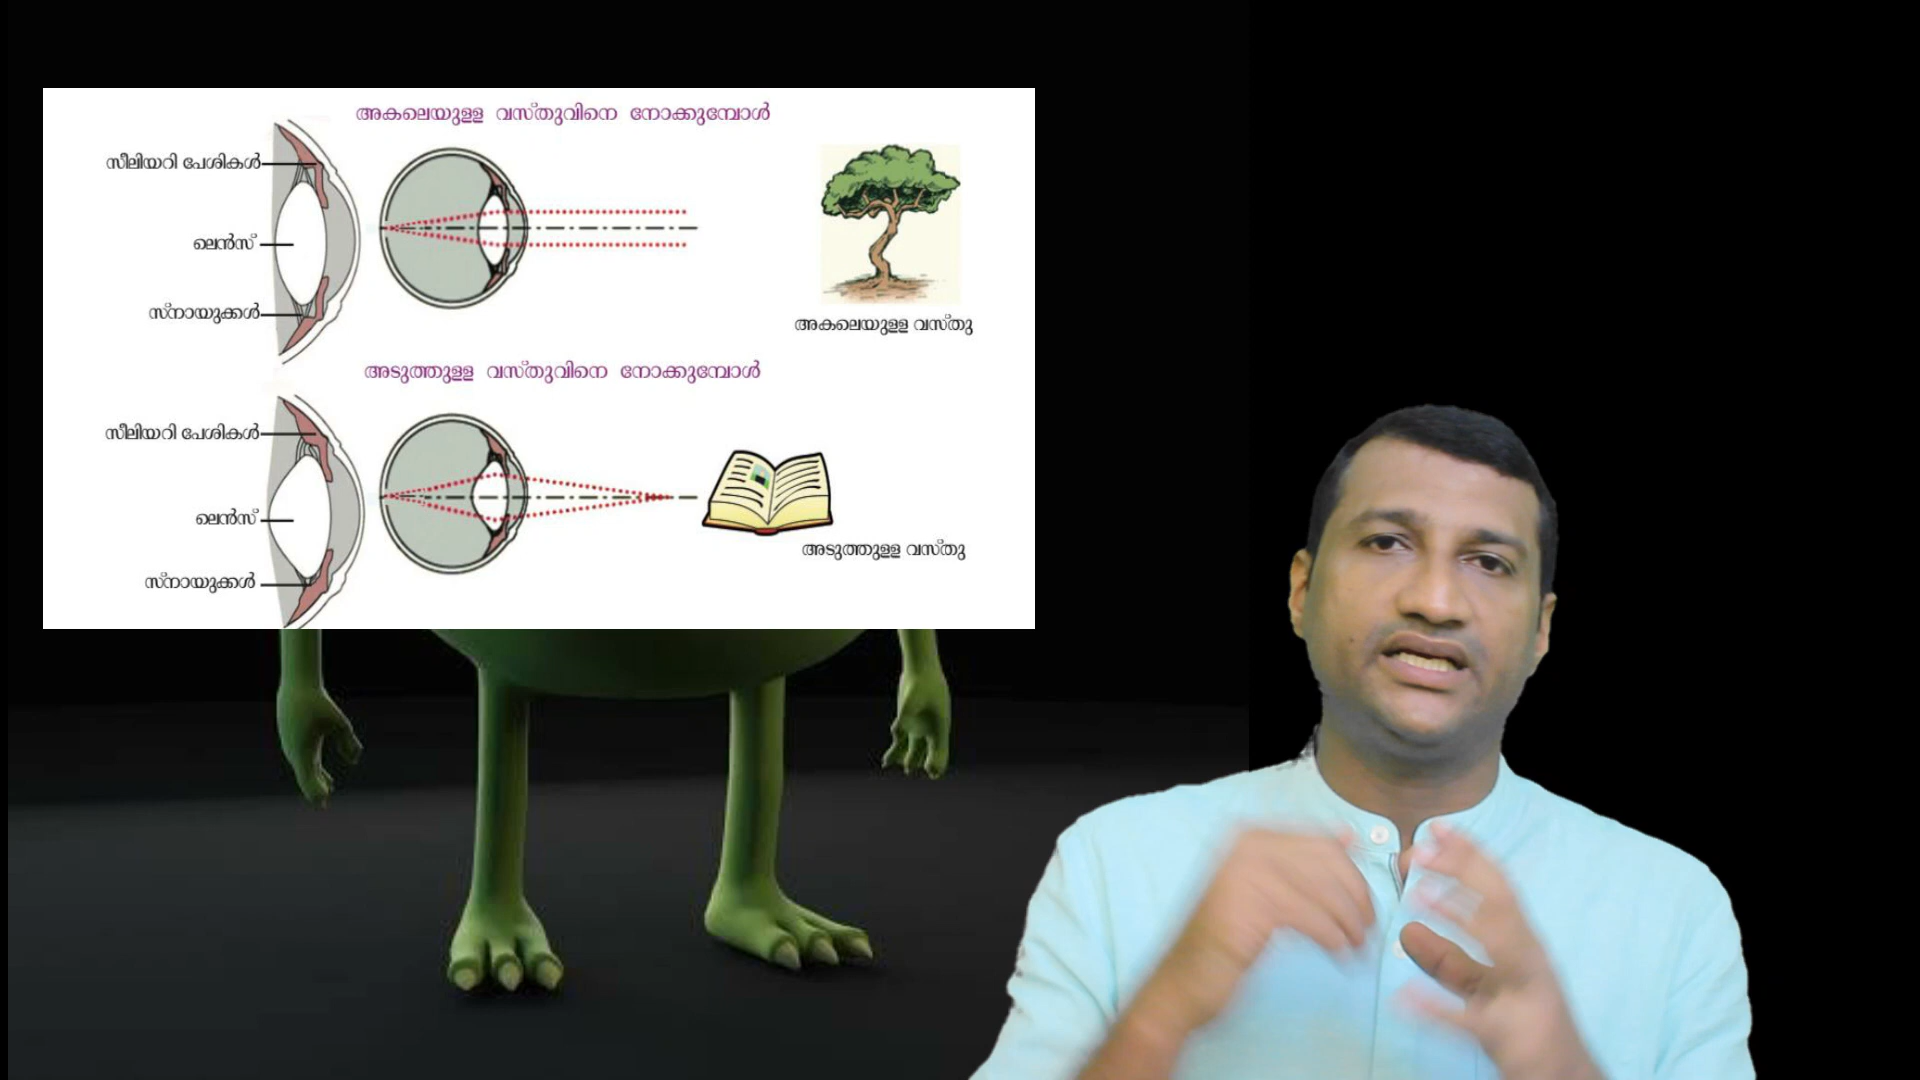 അകലെയുള്ള വസ്തുവിനെ നോക്കുമ്പോൾ
സീലിയറി പേശികൾ
ലെൻസ്
സ്നായുക്കൾ
അകലെയുള്ള വസ്തു
അടുത്തുള്ള വസ്തുവിനെ നോക്കുമ്പോൾ
സീലിയറി പേശികൾ
ലെൻസ്
സ്നായുക്കൾ
അടുത്തുള്ള വസ്തു